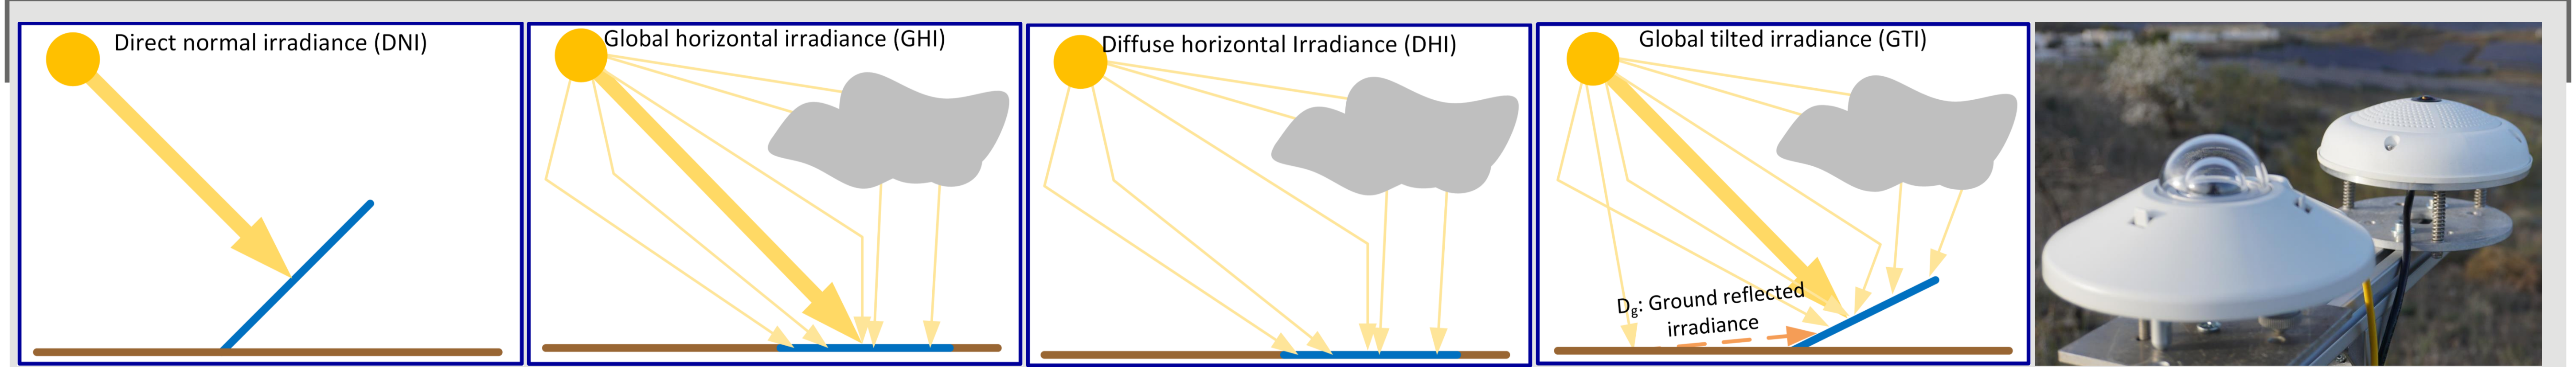 Direct normal irradiance (DNI)
Global horizontal irradiance (GHI)
Diffuse horizontal Irradiance (DHI)
Global tilted irradiance (GTI)
Dg: Ground reflected
irradiance